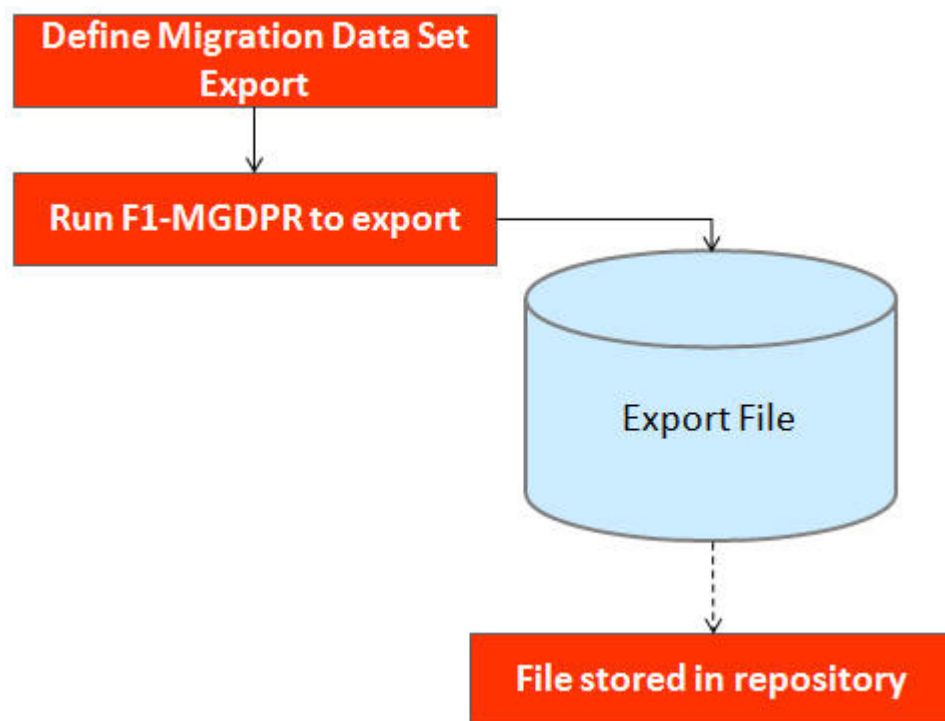 Define Migration Data Set
Export
Run F1-MGDPR to export
Export File
File stored in repository